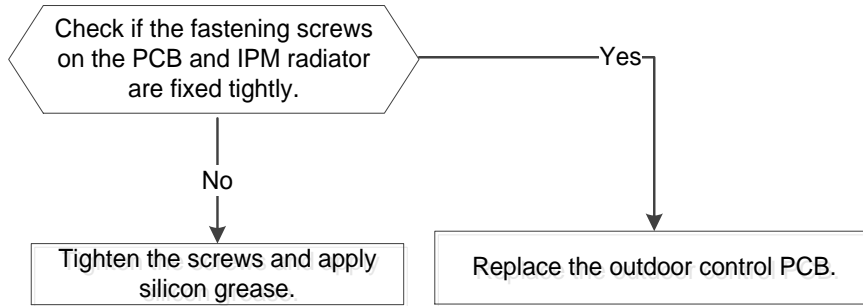 Check if the fastening screws
on the PCB and IPM radiator
are fixed tightly.
Yes
No
Tighten the screws and apply
silicon grease.
Replace the outdoor control PCB.